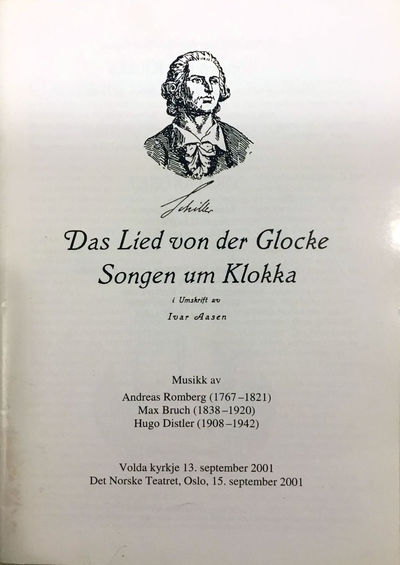 Schiller
Das Lied von der Glocke
Songen um Klokka
i Umskrift av
Ivar Aasen
Musikk av
Andreas Romberg (1767–1821)
Max Bruch (1838–1920)
Hugo Distler (1908–1942)
Volda kyrkje 13. september 2001
Det Norske Teatret, Oslo, 15. september 2001